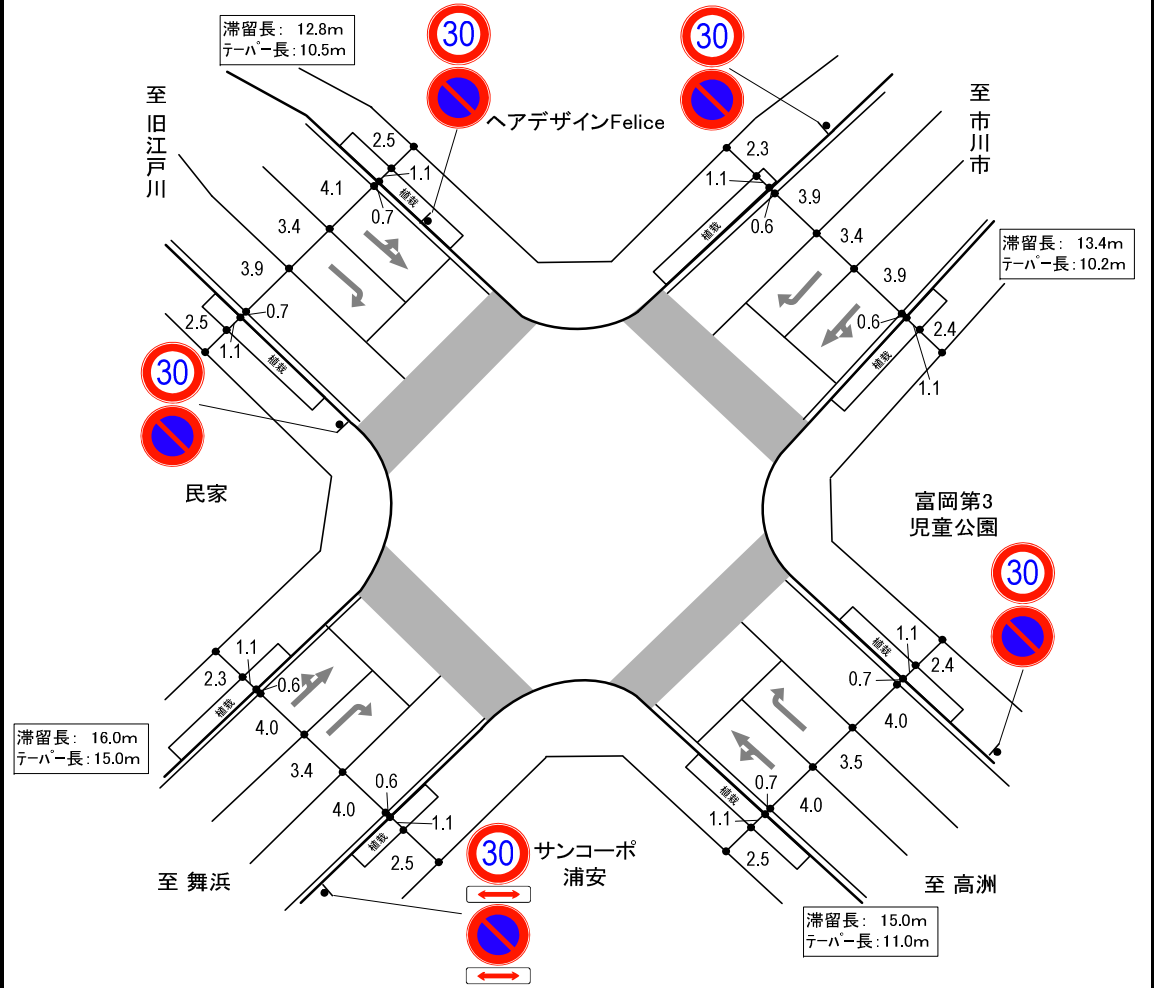 滞留長: 12.8m
テーパー長:10.5m
30
30
至 旧江戸川
ヘアデザインFelice
至 市川市
2.5
1.1
4.1
0.7
3.4
植栽
3.9
0.7
2.5
1.1
植栽
2.3
1.1
3.9
0.6
植栽
3.4
3.9
0.6
2.4
植栽
1.1
滞留長: 13.4m
テーパー長:10.2m
30
民家
富岡第3
児童公園
30
1.1
2.3
0.6
植栽
4.0
3.4
0.6
4.0
1.1
植栽
2.5
滞留長: 16.0m
テーパー長:15.0m
植栽
1.1
2.4
0.7
4.0
3.5
0.7
植栽
4.0
1.1
2.5
30
サンコーポ
浦安
至 舞浜
至 高洲
滞留長: 15.0m
テーパー長:11.0m